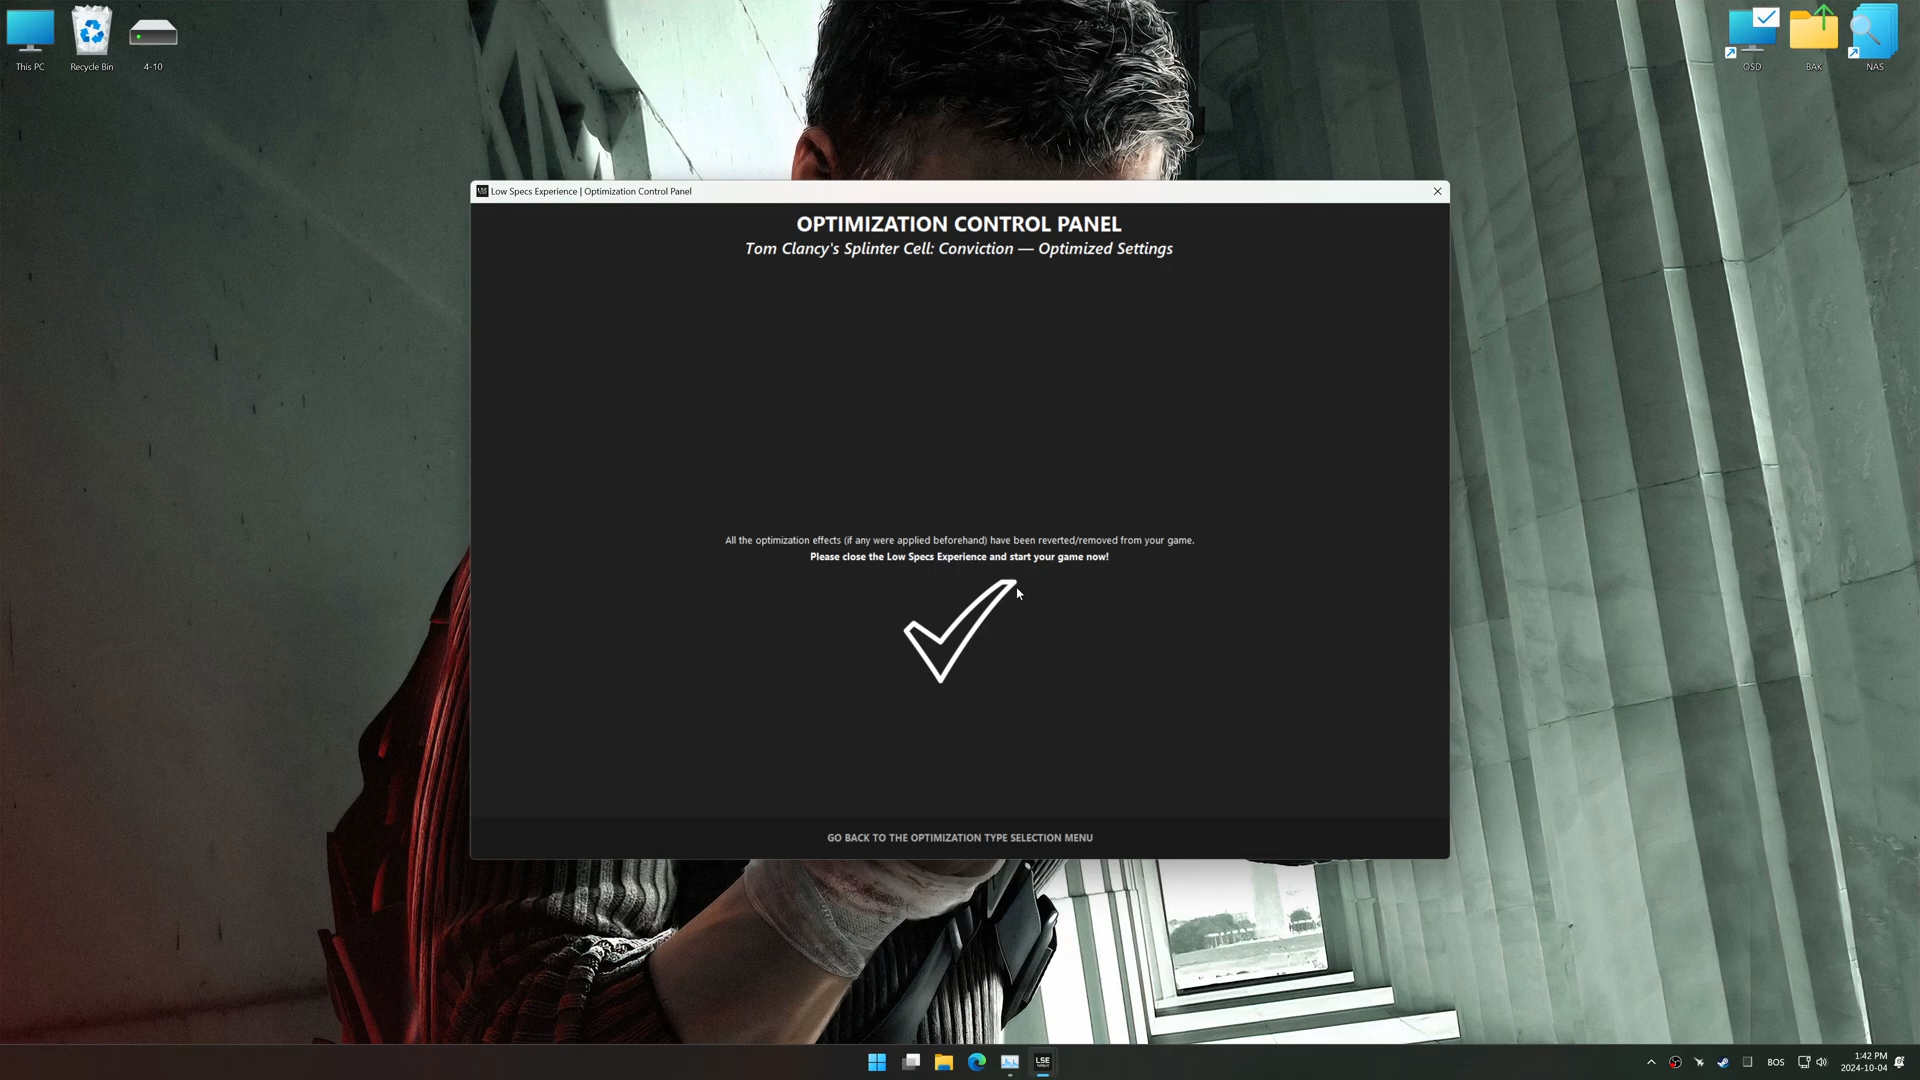 This PC
Recycle Bin
4-10
OSD
BAK
NAS
Low Specs Experience | Optimization Control Panel
OPTIMIZATION CONTROL PANEL
Tom Clancy's Splinter Cell: Conviction — Optimized Settings
All the optimization effects (if any were applied beforehand) have been reverted/removed from your game.
Please close the Low Specs Experience and start your game now!
GO BACK TO THE OPTIMIZATION TYPE SELECTION MENU
LSE
BOS
1:42 PM
2024-10-04